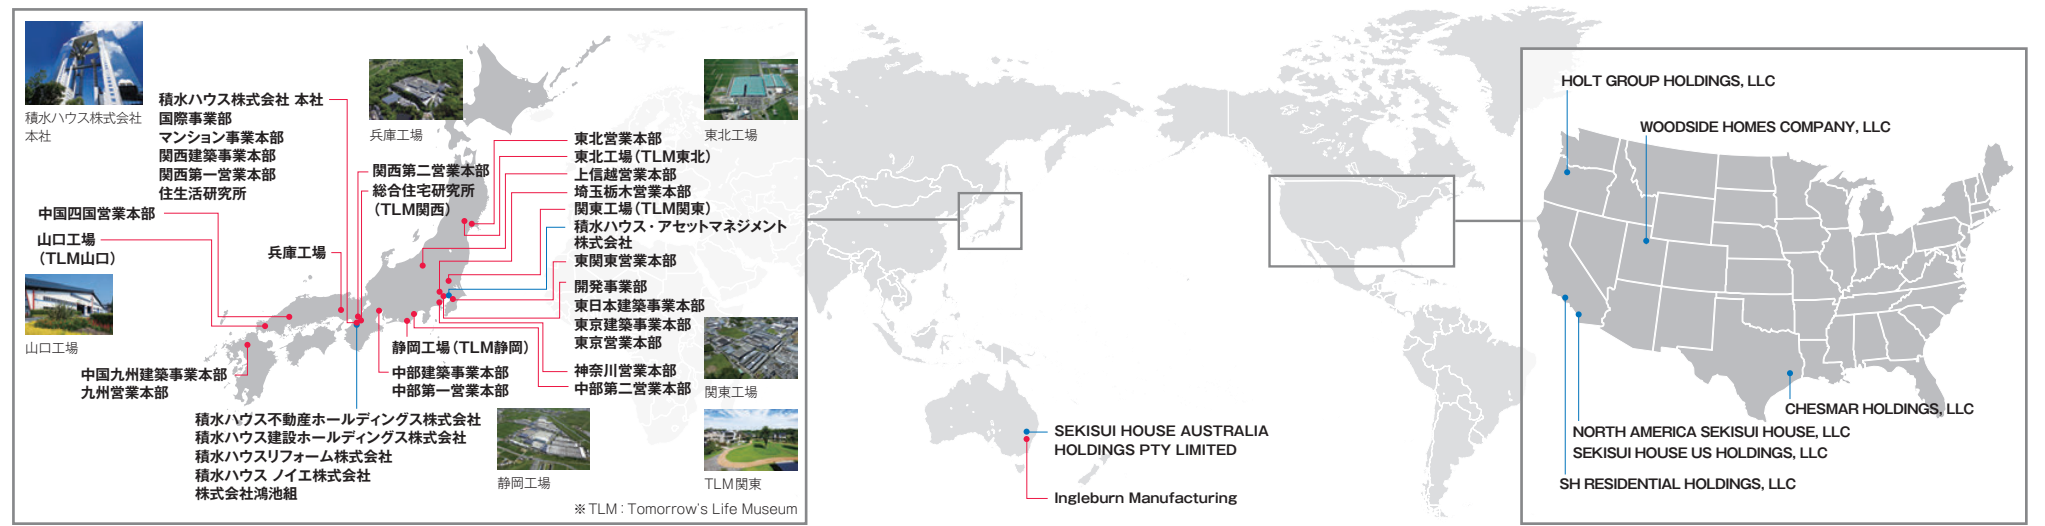 積水ハウス株式会社
本社
積水ハウス株式会社 本社
国際事業部
マンション事業本部
関西建築事業本部
関西第一営業本部
住生活研究所
中国四国営業本部
山口工場
（TLM山口）
山口工場
兵庫工場
関西第二営業本部
総合住宅研究所
（TLM関西）
兵庫工場
中国九州建築事業本部
九州営業本部
静岡工場（TLM静岡）
中部建築事業本部
中部第一営業本部
積水ハウス不動産ホールディングス株式会社
積水ハウス建設ホールディングス株式会社
積水ハウスリフォーム株式会社
積水ハウス ノイエ株式会社
株式会社鴻池組
静岡工場
東北営業本部
東北工場（TLM東北）
上信越営業本部
埼玉栃木営業本部
関東工場（TLM関東）
積水ハウス・アセットマネジメント
株式会社
東関東営業本部
開発事業部
東日本建築事業本部
東京建築事業本部
東京営業本部
神奈川営業本部
中部第二営業本部
東北工場
関東工場
TLM関東
※TLM：Tomorrow's Life Museum
SEKISUI HOUSE AUSTRALIA
HOLDINGS PTY LIMITED
Ingleburn Manufacturing
HOLT GROUP HOLDINGS, LLC
WOODSIDE HOMES COMPANY, LLC
CHESMAR HOLDINGS, LLC
NORTH AMERICA SEKISUI HOUSE, LLC
SEKISUI HOUSE US HOLDINGS, LLC
SH RESIDENTIAL HOLDINGS, LLC